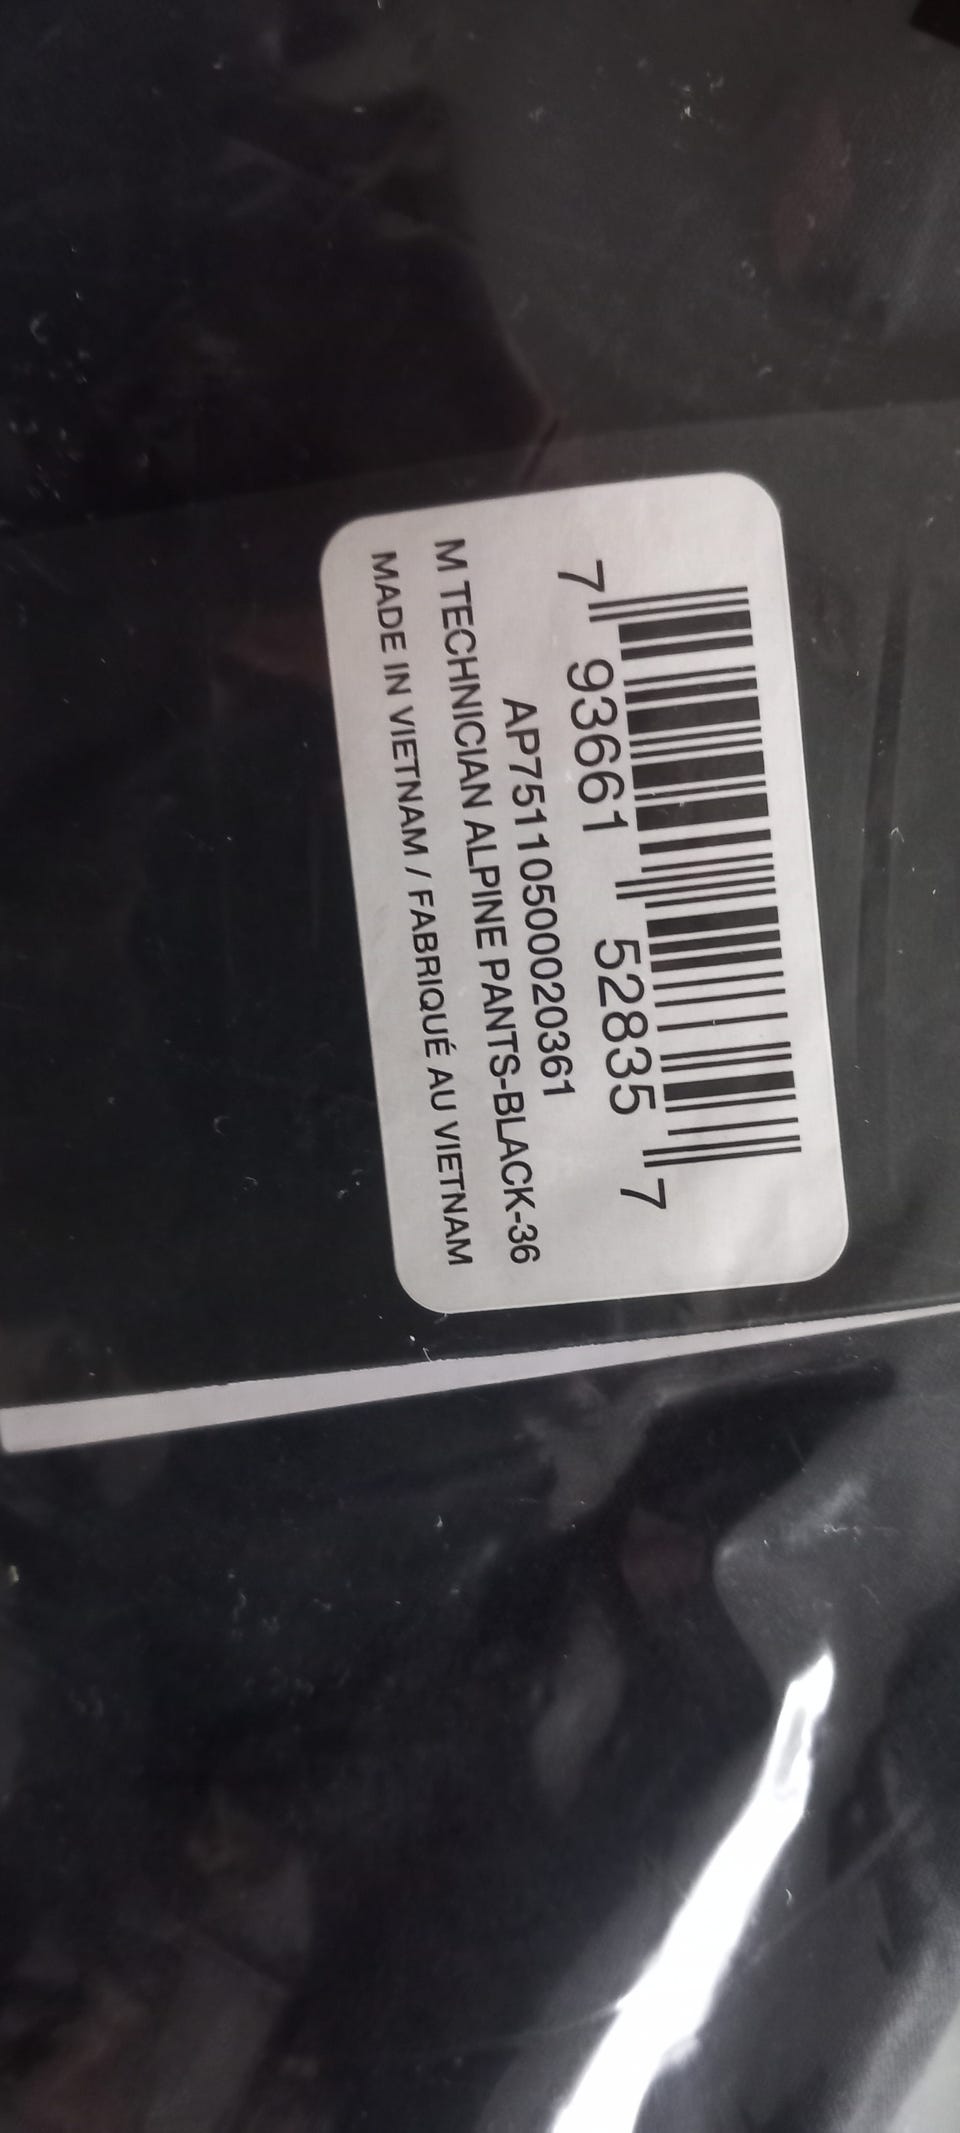 7 93661 52835 7
AP7511050002036​1
M TECHNICIAN ALPINE PANTS-BLACK-36
MADE IN VIETNAM / FABRIQUÉ AU VIETNAM